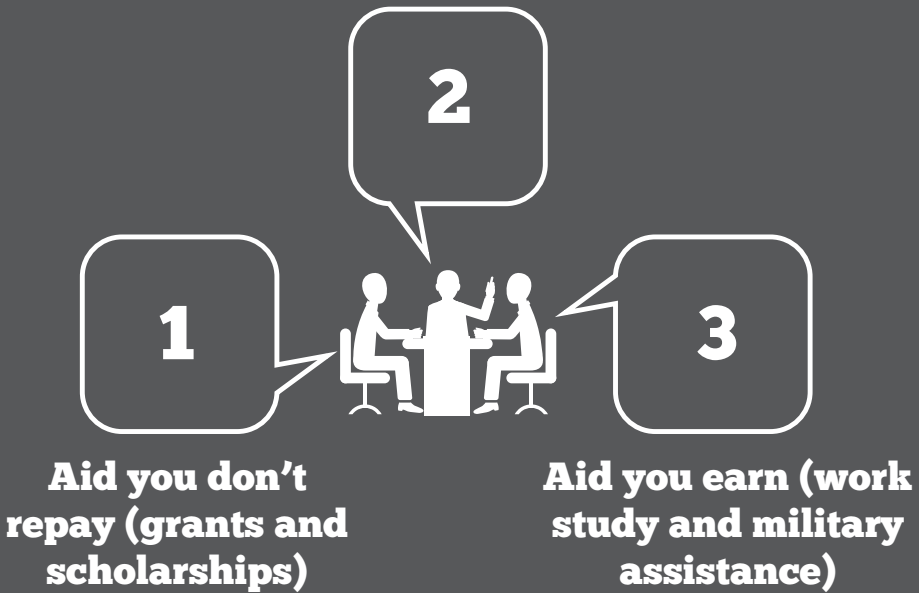 2
1
3
Aid you don’t
repay (grants and
scholarships)
Aid you earn (work
study and military
assistance)